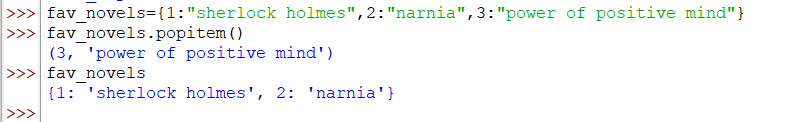 >>> fav_novels={1:"sherlock holmes",2:"narnia",3:"power of positive mind"}
>>> fav_novels.popitem()
(3, 'power of positive mind')
>>> fav_novels
{1: 'sherlock holmes', 2: 'narnia'}
>>>